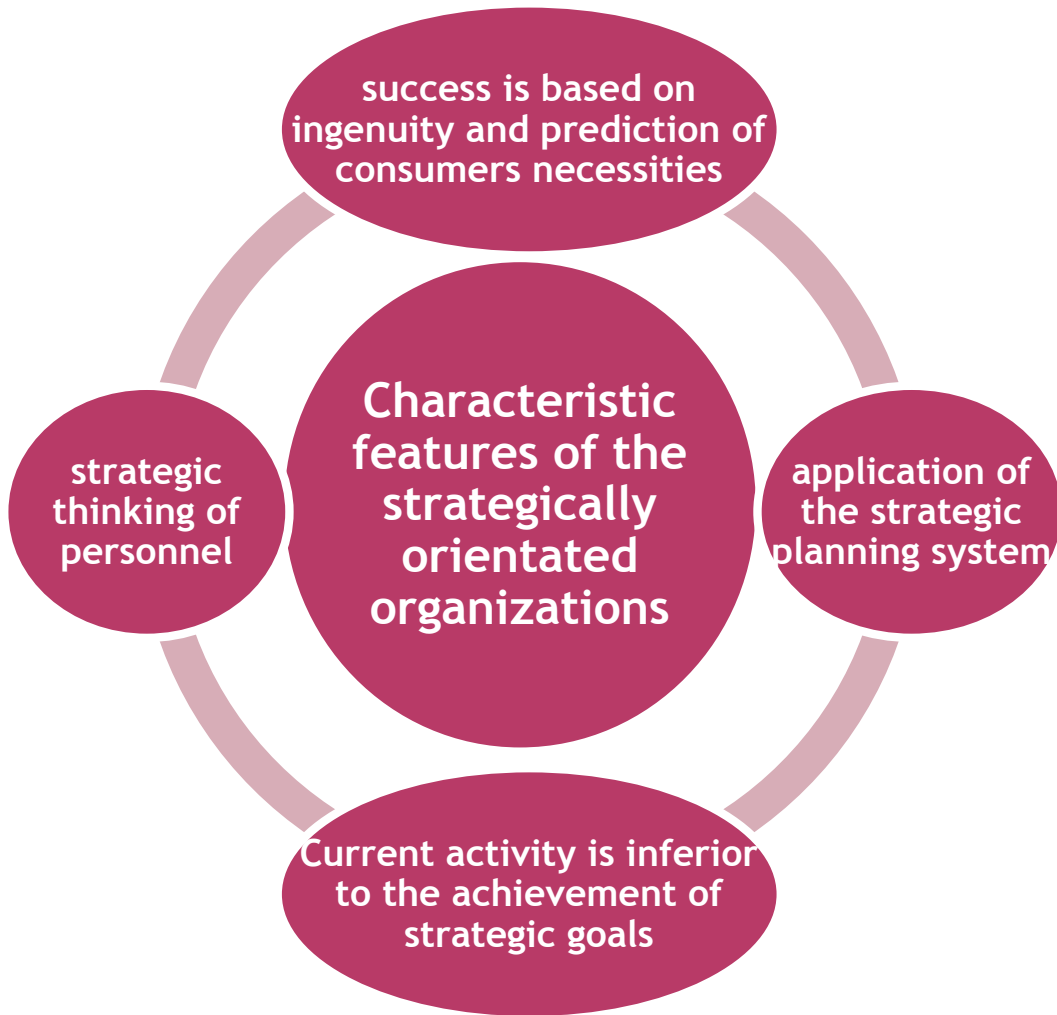 success is based on
ingenuity and prediction of
consumers necessities
Characteristic
features of the
strategically
orientated
organizations
strategic
thinking of
personnel
application of
the strategic
planning system
Current activity is inferior
to the achievement of
strategic goals